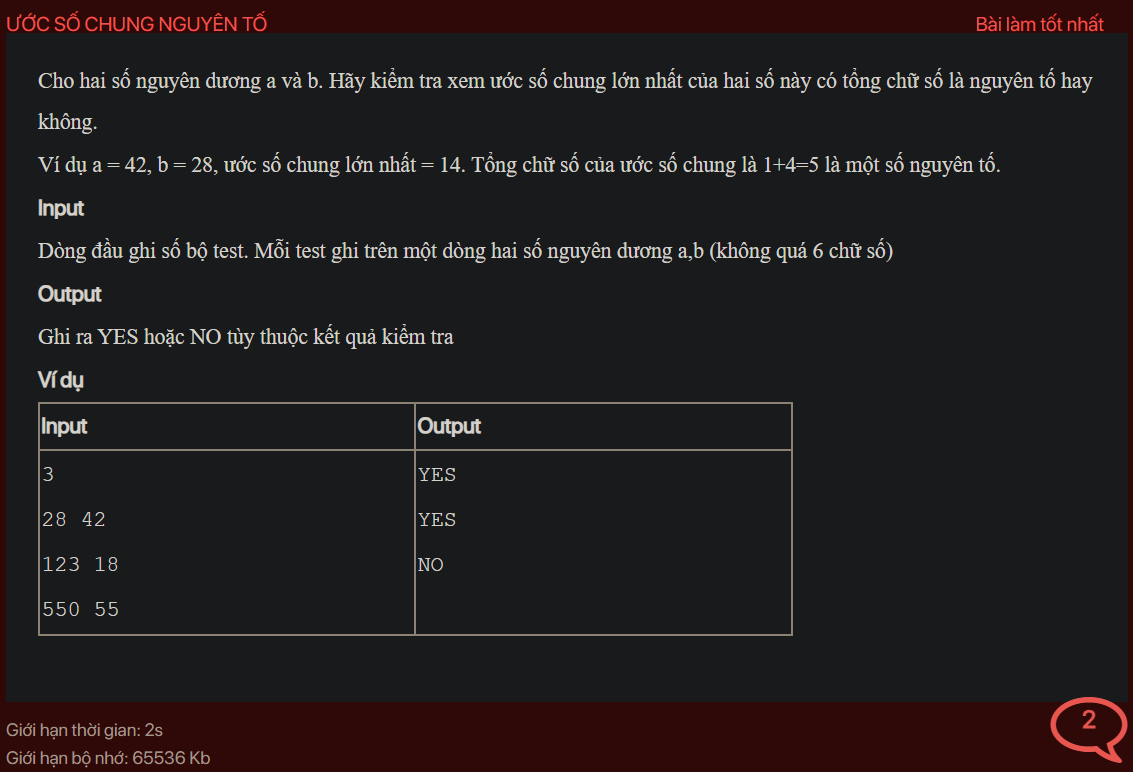 ƯỚC SỐ CHUNG NGUYÊN TỐ
Bài làm tốt nhất
Cho hai số nguyên dương a và b. Hãy kiểm tra xem ước số chung lớn nhất của hai số này có tổng chữ số là nguyên tố hay
không.
Ví dụ a = 42, b = 28, ước số chung lớn nhất = 14. Tổng chữ số của ước số chung là 1+4=5 là một số nguyên tố.
Input
Dòng đầu ghi số bộ test. Mỗi test ghi trên một dòng hai số nguyên dương a,b (không quá 6 chữ số)
Output
Ghi ra YES hoặc NO tùy thuộc kết quả kiểm tra
Ví dụ
Input Output
3 YES
28 42 YES
123 18 NO
550 55
Giới hạn thời gian: 2s
Giới hạn bộ nhớ: 65536 Kb
2